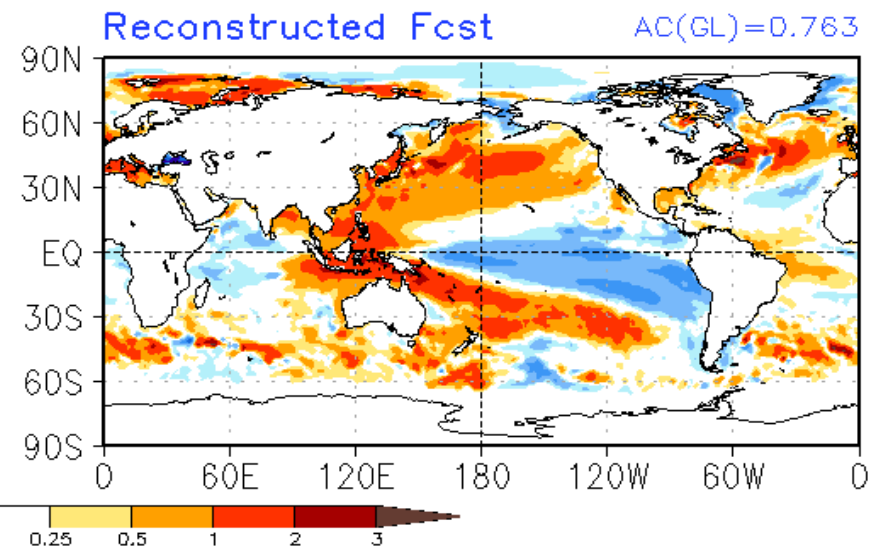 Reconstructed Fcst
AC(GL)=0.763
90N
60N
30N
EQ
30S
60S
90S
0 60E 120E 180 120W 60W 0
0.25 0.5 1 2 3